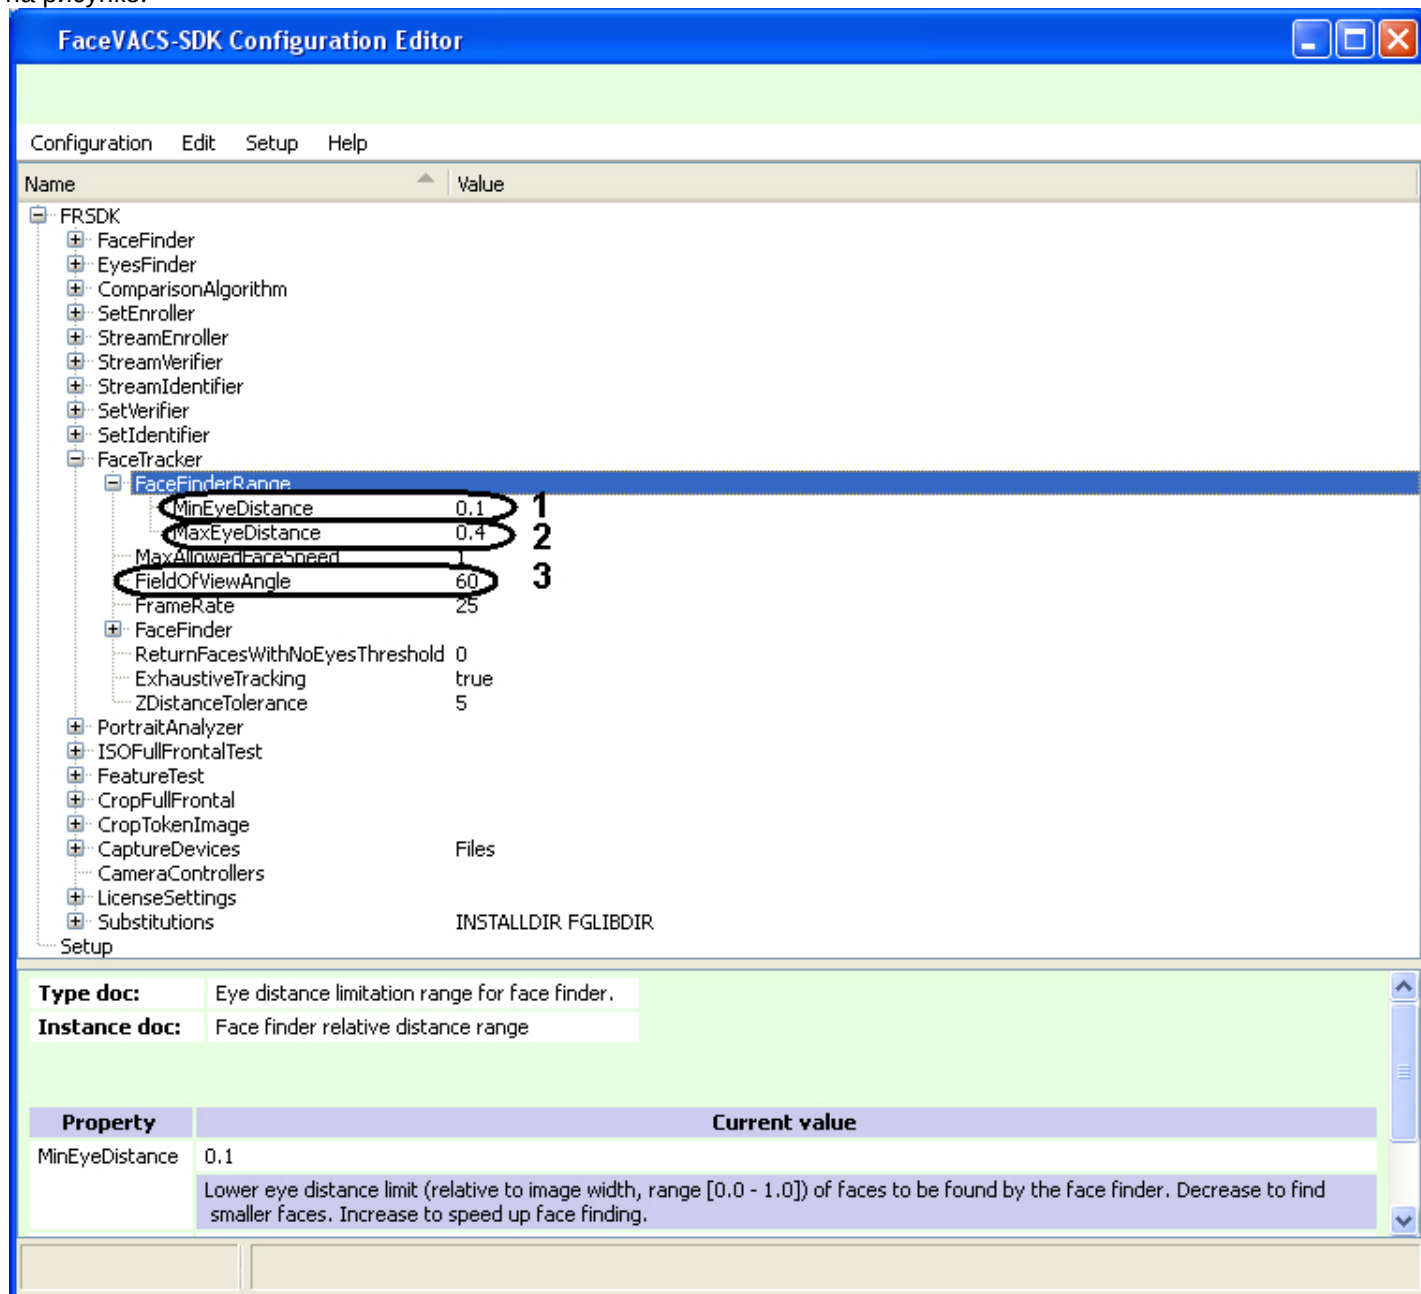 на рисунке.
FaceVACS-SDK Configuration Editor
Configuration Edit Setup Help
Name Value
FRSDK
FaceFinder
EyesFinder
ComparisonAlgorithm
SetEnroller
StreamEnroller
StreamVerifier
StreamIdentifier
SetVerifier
SetIdentifier
FaceTracker
FaceFinderRange
MinEyeDistance 0.1 1
MaxEyeDistance 0.4 2
MaxAllowedFaceSpeed 1
FieldOfViewAngle 60 3
FrameRate 25
FaceFinder
ReturnFacesWithNoEyesThreshold 0
ExhaustiveTracking true
ZDistanceTolerance 5
PortraitAnalyzer
ISOFullFrontalTest
FeatureTest
CropFullFrontal
CropTokenImage
CaptureDevices Files
CameraControllers
LicenseSettings
Substitutions INSTALLDIR FGLIBDIR
Setup
Type doc: Eye distance limitation range for face finder.
Instance doc: Face finder relative distance range
Property Current value
MinEyeDistance 0.1
Lower eye distance limit (relative to image width, range [0.0 - 1.0]) of faces to be found by the face finder. Decrease to find
smaller faces. Increase to speed up face finding.